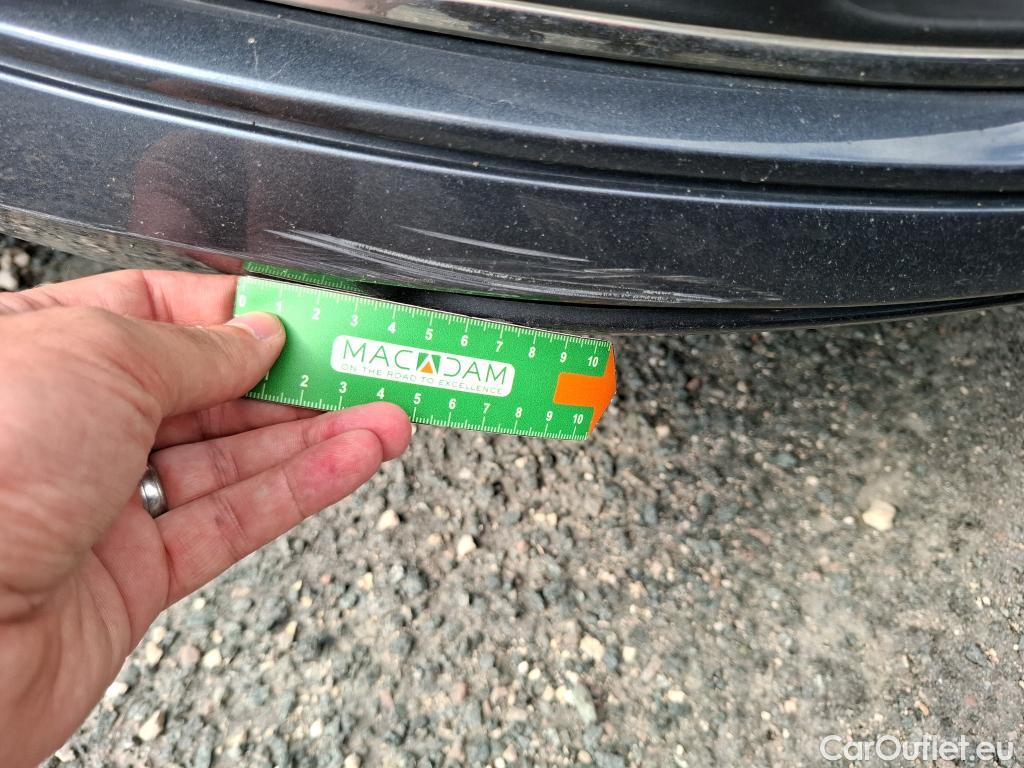 0 1 2 3 4 5 6 7 8 9 10
MACADAM
ON THE ROAD TO EXCELLENCE
2 3 4 5 6 7 8 9 10
CarOutlet.eu